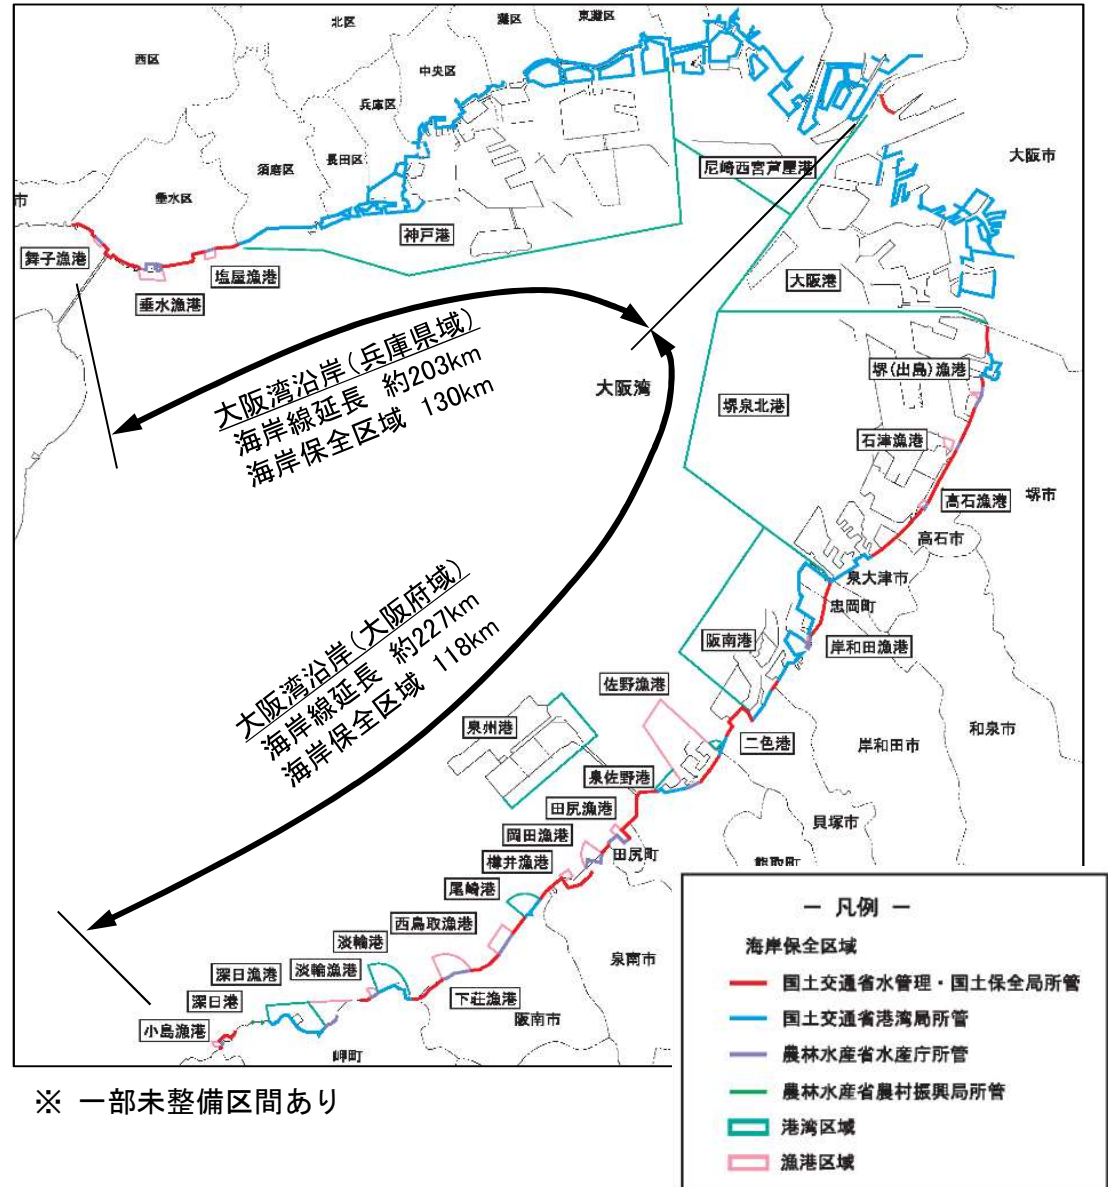 北区
灘区
東灘区
西区
中央区
兵庫区
長田区
須磨区
垂水区
市
尼崎西宮芦屋港
大阪市
舞子漁港
神戸港
塩屋漁港
垂水漁港
大阪港
大阪湾沿岸(兵庫県域)
海岸線延長 約203km
海岸保全区域 130km
大阪湾
堺(出島)漁港
堺泉北港
石津漁港
高石漁港
堺市
高石市
泉大津市
忠岡町
阪南港
岸和田漁港
大阪湾沿岸(大阪府域)
海岸線延長 約227km
海岸保全区域 118km
佐野漁港
泉州港
二色港
岸和田市
和泉市
泉佐野港
田尻漁港
貝塚市
岡田漁港
田尻町
熊取町
樽井漁港
尾崎港
西鳥取漁港
泉南市
淡輪港
淡輪漁港
深日漁港
深日港
下荘漁港
阪南市
小島漁港
岬町
― 凡例 ―
海岸保全区域
国土交通省水管理・国土保全局所管
国土交通省港湾局所管
農林水産省水産庁所管
農林水産省農村振興局所管
港湾区域
漁港区域
※ 一部未整備区間あり